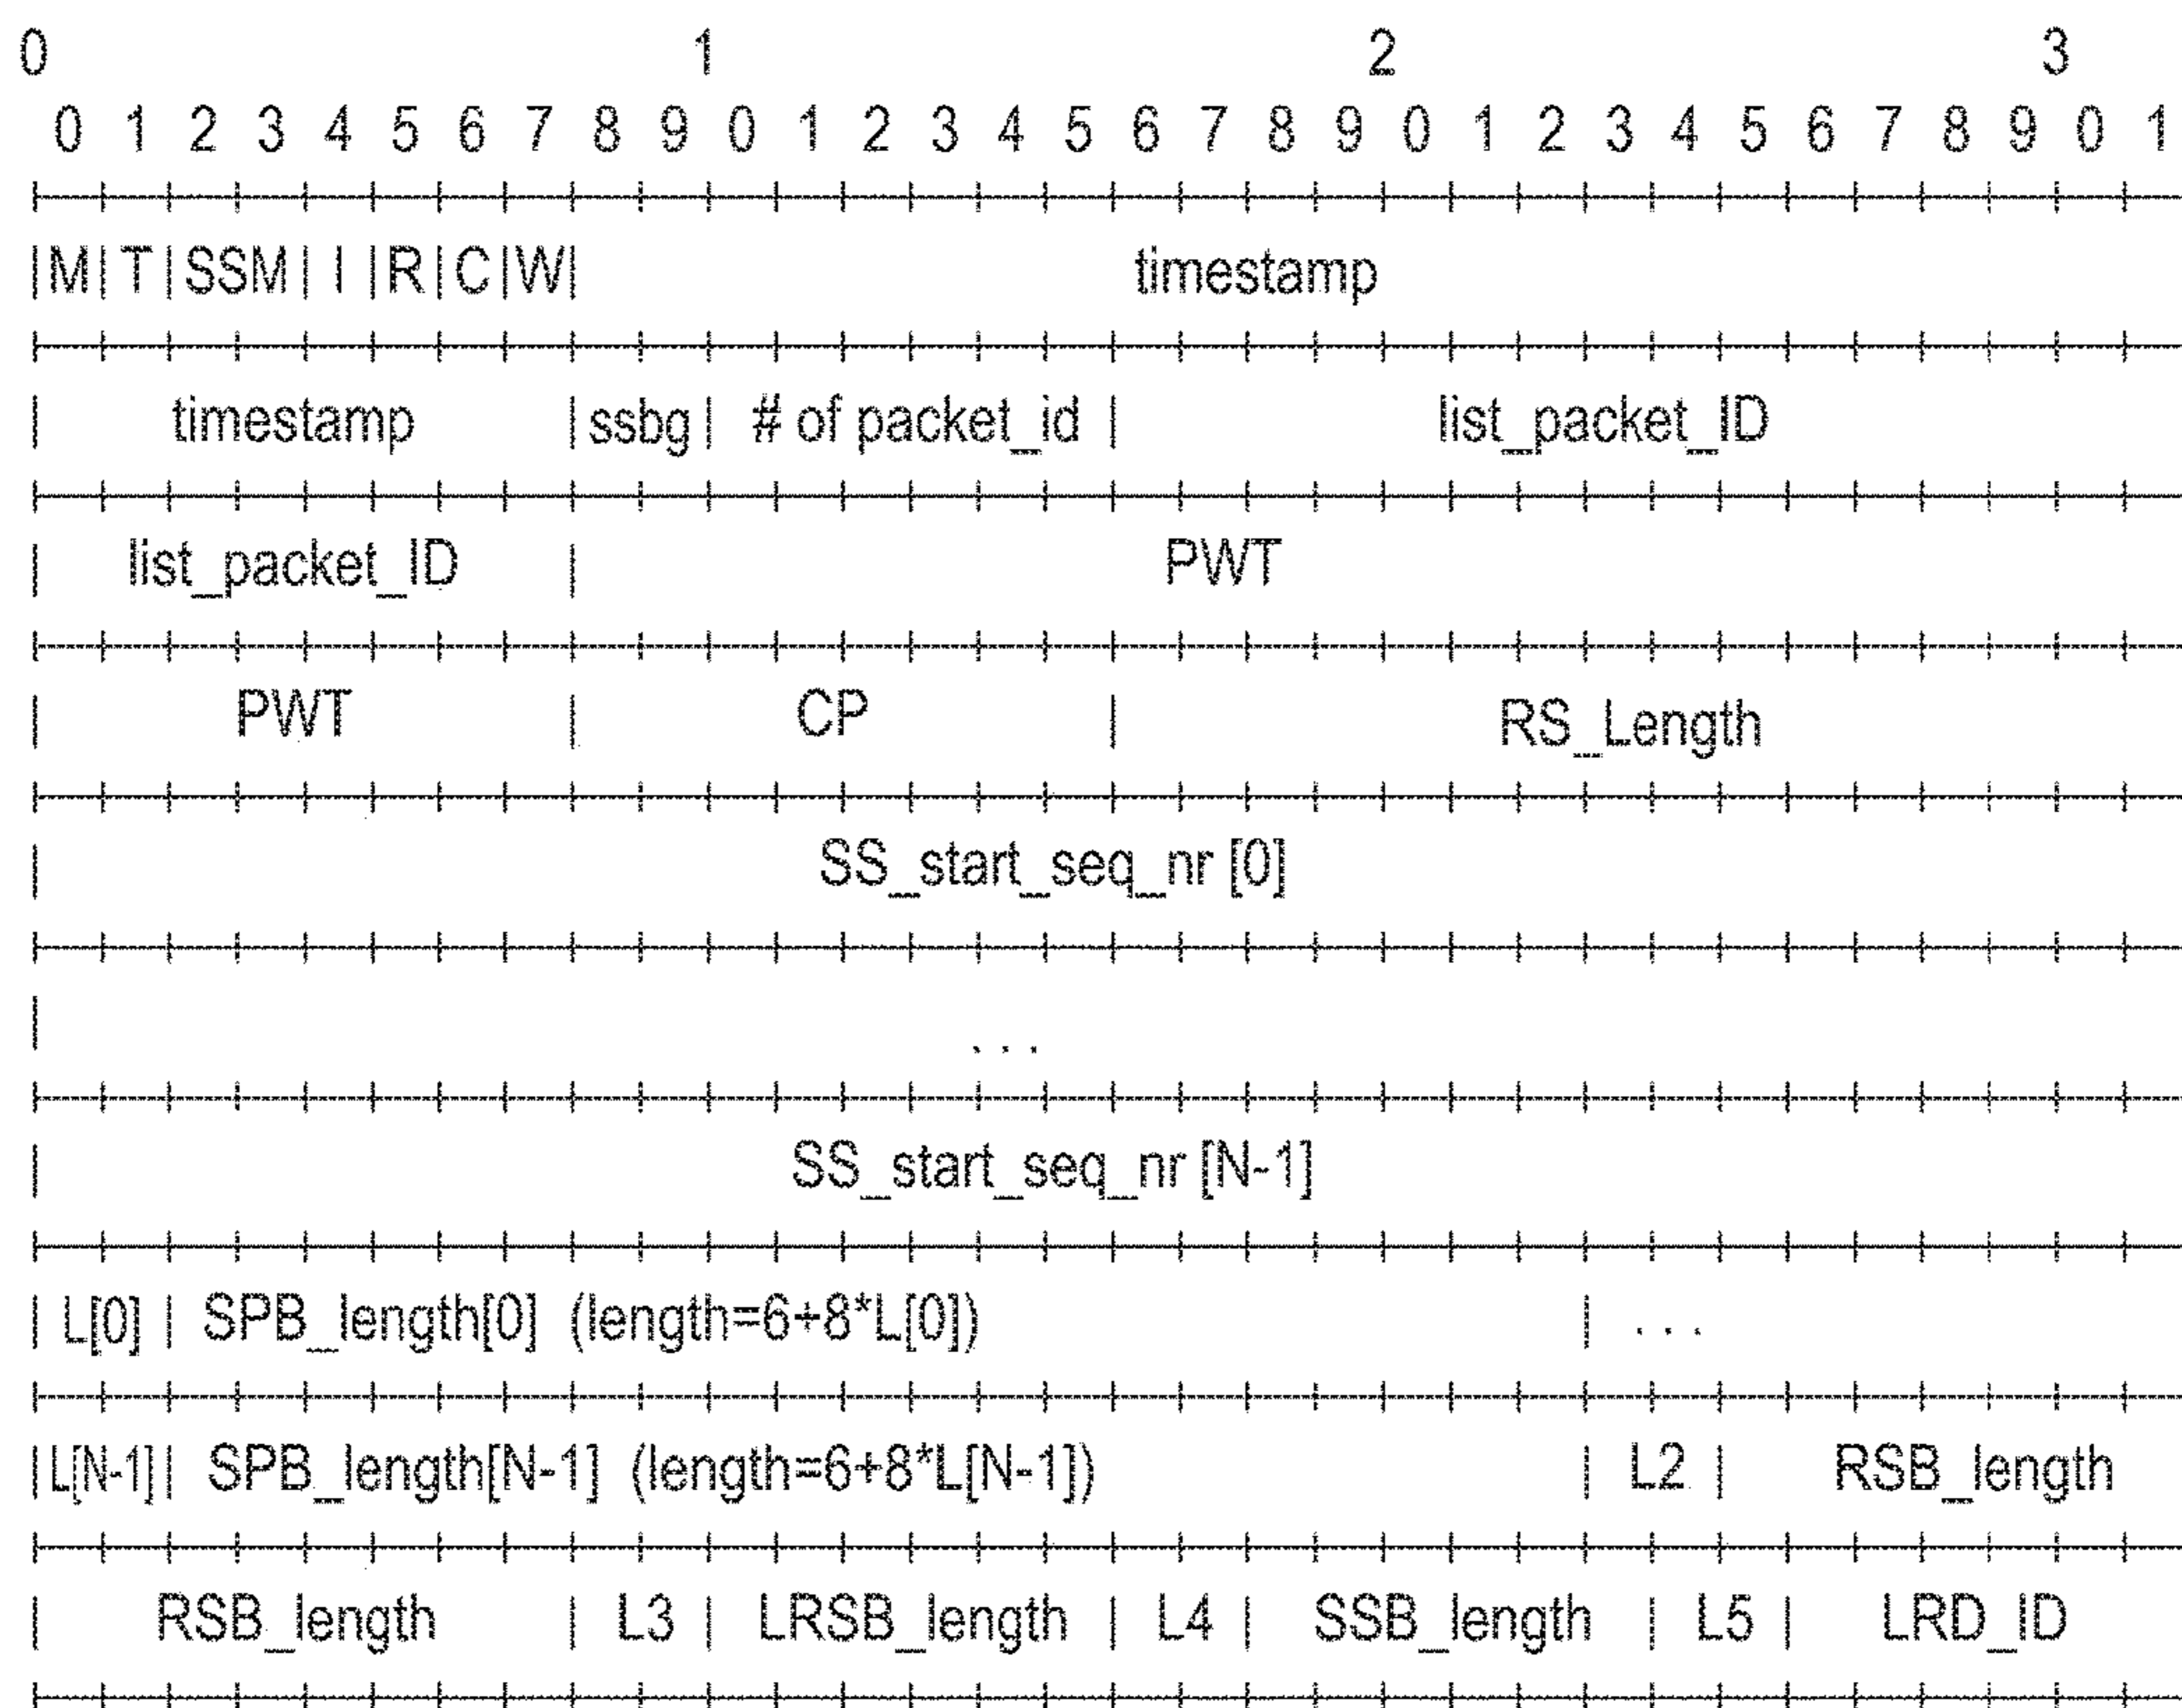 0 1 2 3
0 1 2 3 4 5 6 7 8 9 0 1 2 3 4 5 6 7 8 9 0 1 2 3 4 5 6 7 8 9 0 1
|M| T | SSM | I | R | C | W| timestamp
| timestamp | ssbg | # of packet_id | list_packet_ID
| list_packet_ID | PWT
| PWT | CP | RS_Length
| SS_start_seq_nr [0]
| ...
| SS_start_seq_nr [N-1]
| L[0] | SPB_length[0] (length=6+8*L[0]) | ...
| L[N-1] | SPB_length[N-1] (length=6+8*L[N-1]) | L2 | RSB_length
| RSB_length | L3 | LRSB_length | L4 | SSB_length | L5 | LRD_ID